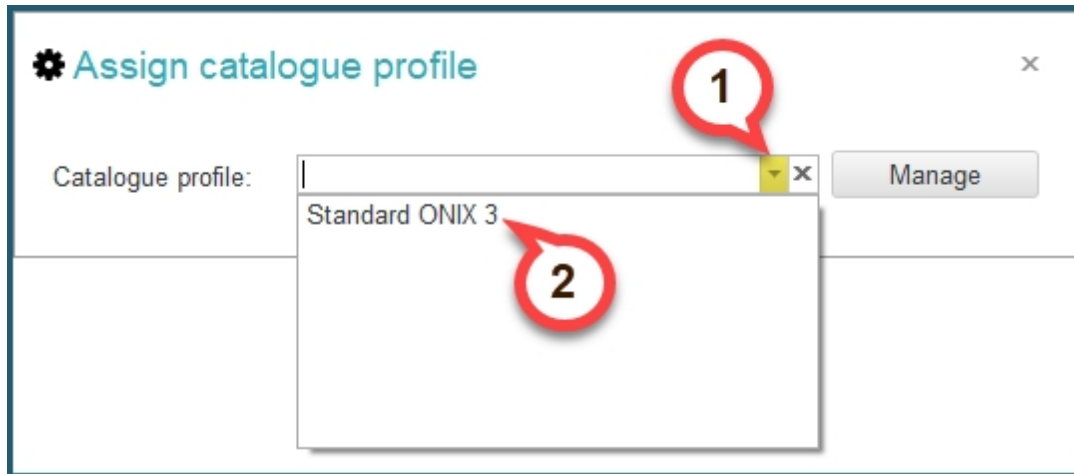 Assign catalogue profile
×
1
Catalogue profile:
×
Manage
Standard ONIX 3
2